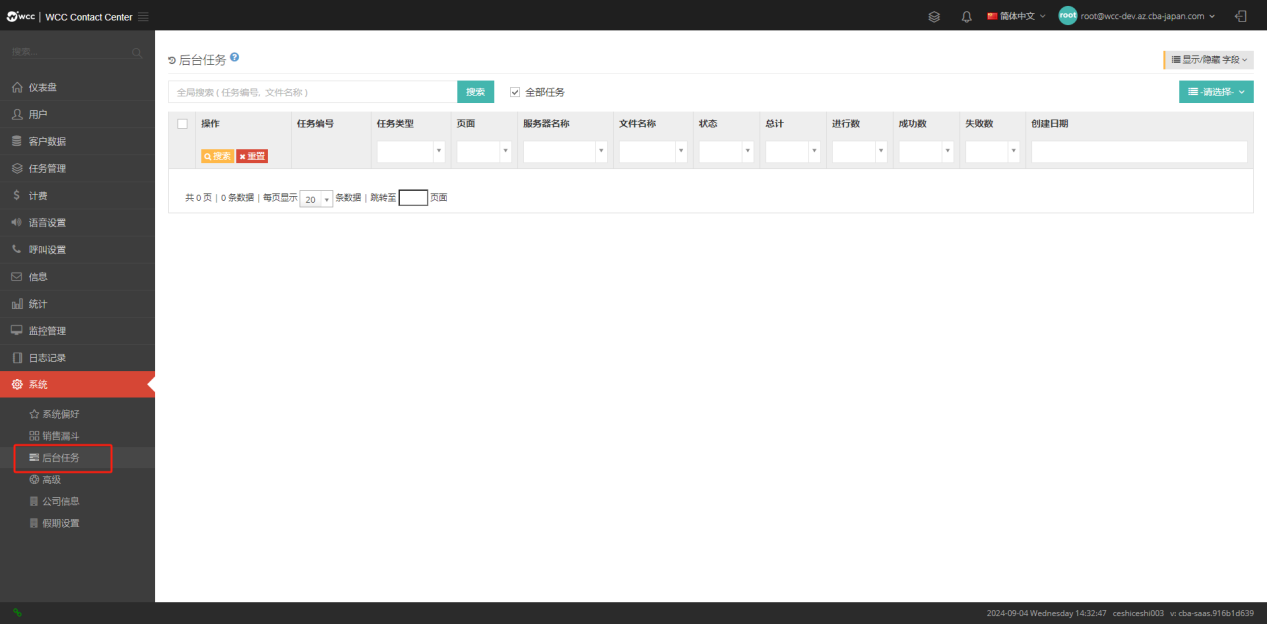 wcc | WCC Contact Center
简体中文
root
root@wcc-dev.az.cba-japan.com
搜索...
仪表盘
用户
客户数据
任务管理
计费
语音设置
呼叫设置
信息
统计
监控管理
日志记录
系统
系统偏好
销售漏斗
后台任务
高级
公司信息
假期设置
后台任务
显示/隐藏 字段
全局搜索 ( 任务编号, 文件名称 )
搜索
全部任务
-请选择-
操作 任务编号 任务类型 页面 服务器名称 文件名称 状态 总计 进行数 成功数 失败数 创建日期
搜索 重置
共 0 页 | 0 条数据 | 每页显示 20 条数据 | 跳转至 页面
2024-09-04 Wednesday 14:32:47 ceshiceshi003 v: cba-saas.916b1d639